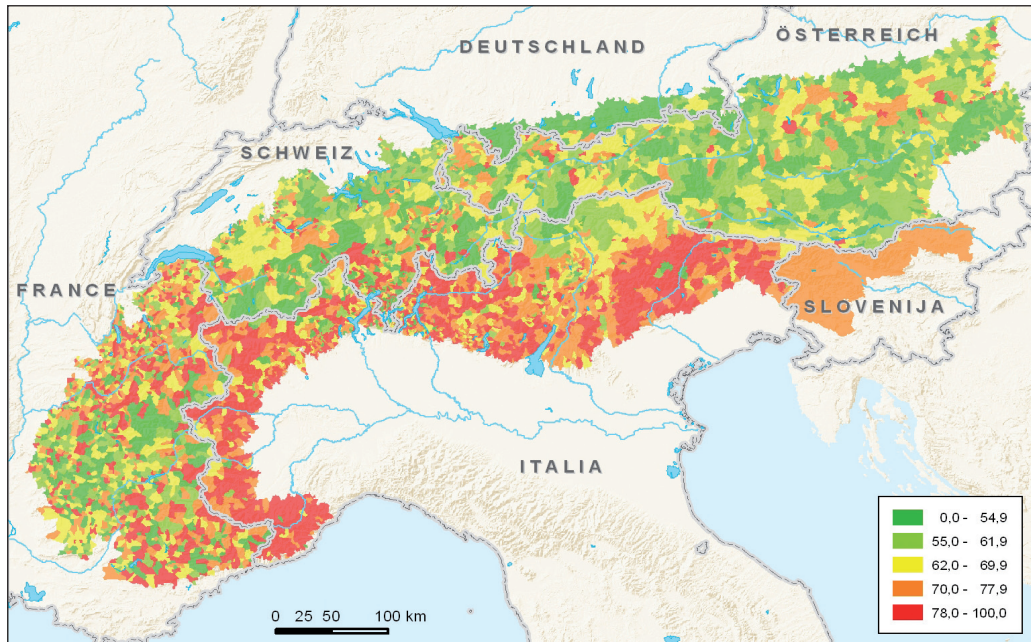 DEUTSCHLAND
ÖSTERREICH
SCHWEIZ
FRANCE
SLOVENIJA
ITALIA
0,0 - 54,9
55,0 - 61,9
62,0 - 69,9
70,0 - 77,9
78,0 - 100,0
0 25 50 100 km